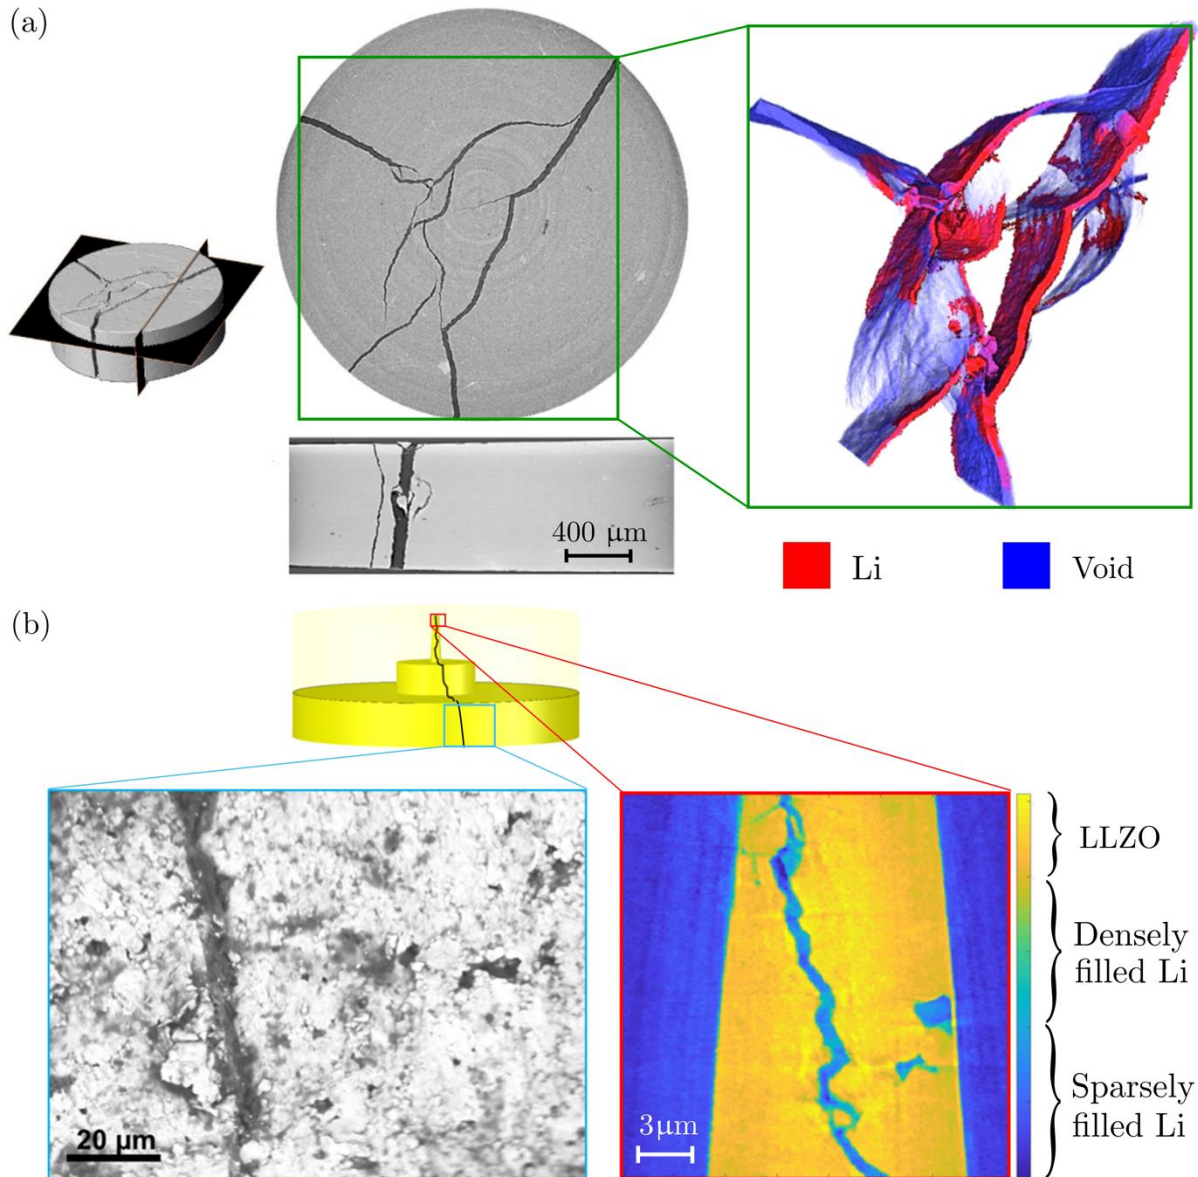 (a)
400 μm
Li
Void
(b)
LLZO
Densely
filled Li
Sparsely
filled Li
20 μm
3μm